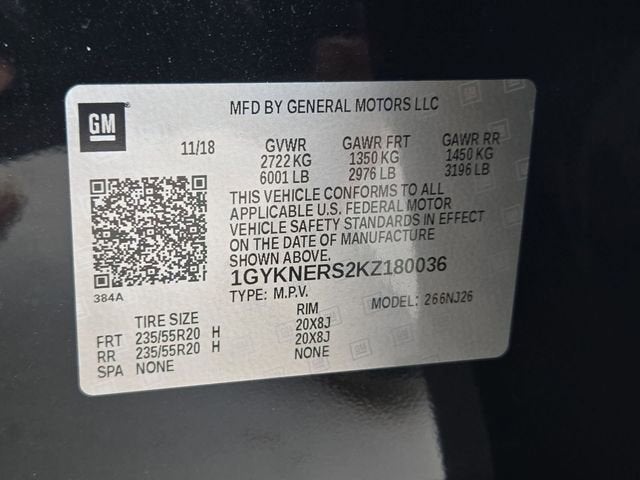 GM
MFD BY GENERAL MOTORS LLC
11/18 GVWR GAWR FRT GAWR RR
2722 KG 1350 KG 1450 KG
6001 LB 2976 LB 3196 LB
THIS VEHICLE CONFORMS TO ALL
APPLICABLE U.S. FEDERAL MOTOR
VEHICLE SAFETY STANDARDS IN EFFECT
ON THE DATE OF MANUFACTURE
SHOWN ABOVE.
1GYKNERS2KZ180036
384A
TYPE: M.P.V. MODEL: 266NJ26
TIRE SIZE RIM
FRT 235/55R20 H 20X8J
RR 235/55R20 H 20X8J
SPA NONE NONE